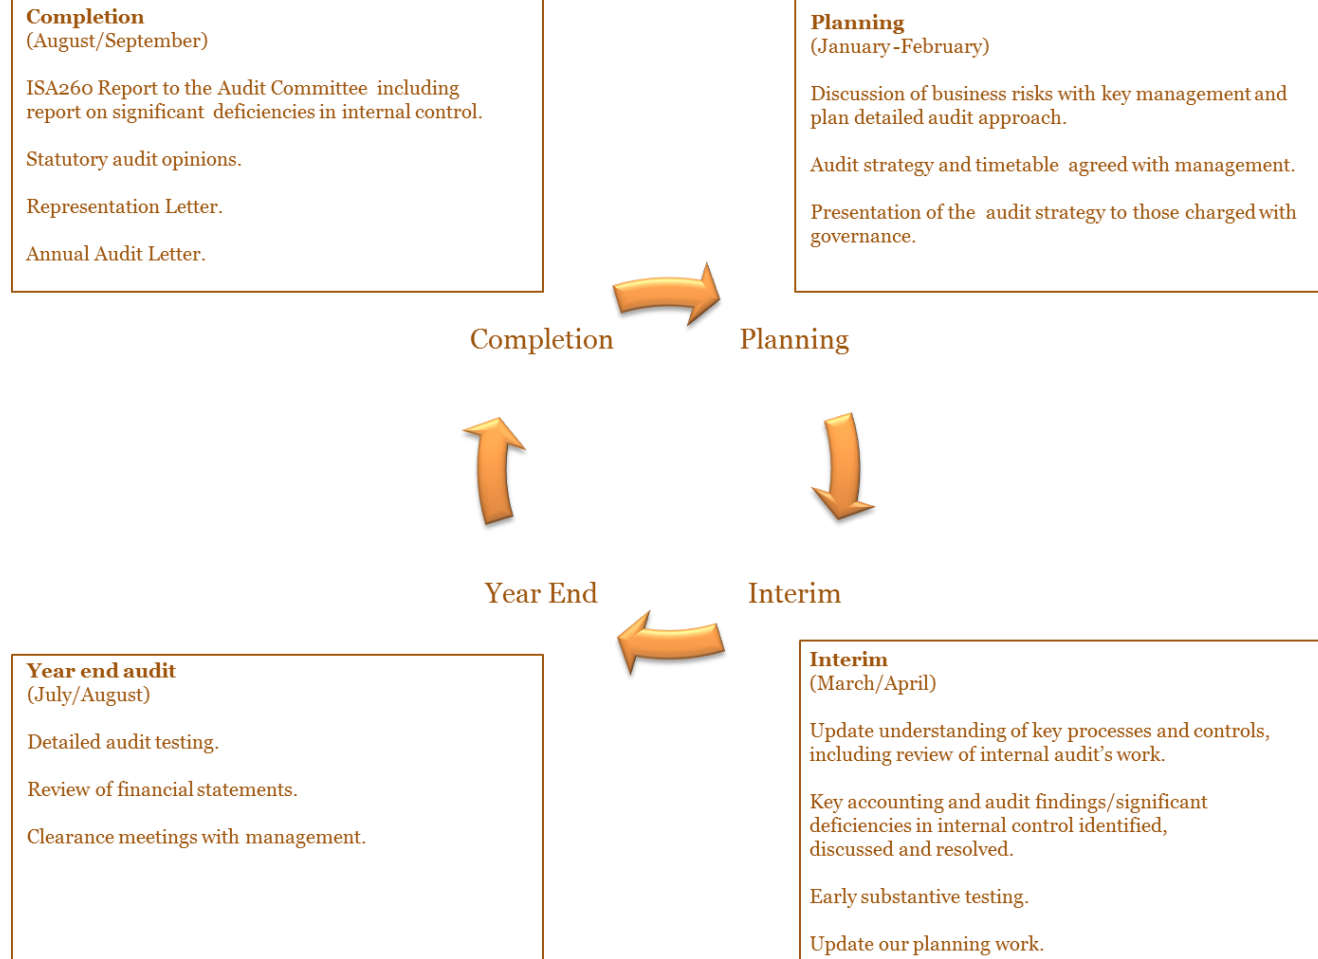 Completion
(August/September)
ISA260 Report to the Audit Committee including
report on significant deficiencies in internal control.
Statutory audit opinions.
Representation Letter.
Annual Audit Letter.
Planning
(January-February)
Discussion of business risks with key management and
plan detailed audit approach.
Audit strategy and timetable agreed with management.
Presentation of the audit strategy to those charged with
governance.
Completion
Planning
Year End
Interim
Year end audit
(July/August)
Detailed audit testing.
Review of financial statements.
Clearance meetings with management.
Interim
(March/April)
Update understanding of key processes and controls,
including review of internal audit’s work.
Key accounting and audit findings/significant
deficiencies in internal control identified,
discussed and resolved.
Early substantive testing.
Update our planning work.